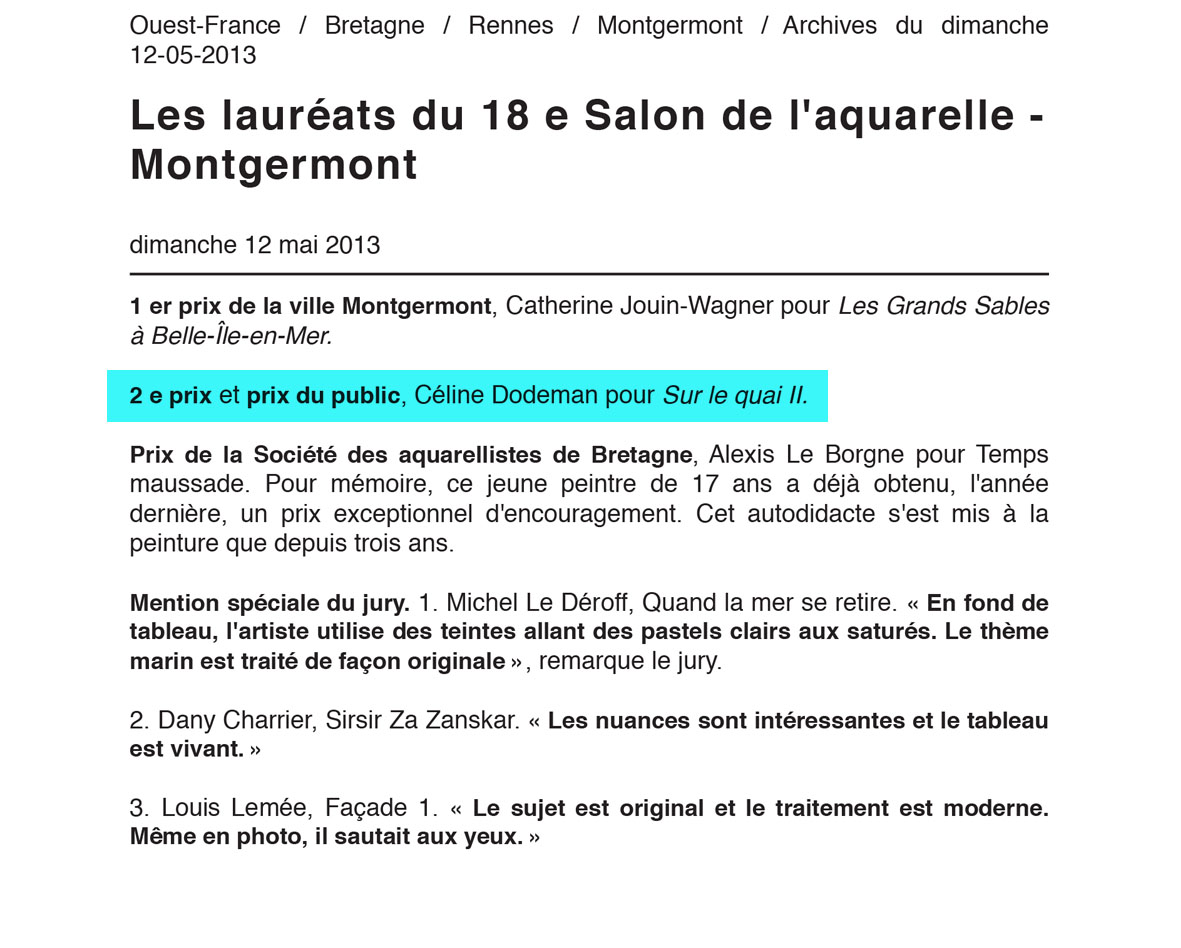 Ouest-France / Bretagne / Rennes / Montgermont / Archives du dimanche
12-05-2013
Les lauréats du 18 e Salon de l'aquarelle -
Montgermont
dimanche 12 mai 2013
1 er prix de la ville Montgermont, Catherine Jouin-Wagner pour Les Grands Sables
à Belle-Île-en-Mer.
2 e prix et prix du public, Céline Dodeman pour Sur le quai II.
Prix de la Société des aquarellistes de Bretagne, Alexis Le Borgne pour Temps
maussade. Pour mémoire, ce jeune peintre de 17 ans a déjà obtenu, l'année
dernière, un prix exceptionnel d'encouragement. Cet autodidacte s'est mis à la
peinture que depuis trois ans.
Mention spéciale du jury. 1. Michel Le Déroff, Quand la mer se retire. « En fond de
tableau, l'artiste utilise des teintes allant des pastels clairs aux saturés. Le thème
marin est traité de façon originale », remarque le jury.
2. Dany Charrier, Sirsir Za Zanskar. « Les nuances sont intéressantes et le tableau
est vivant. »
3. Louis Lemée, Façade 1. « Le sujet est original et le traitement est moderne.
Même en photo, il sautait aux yeux. »